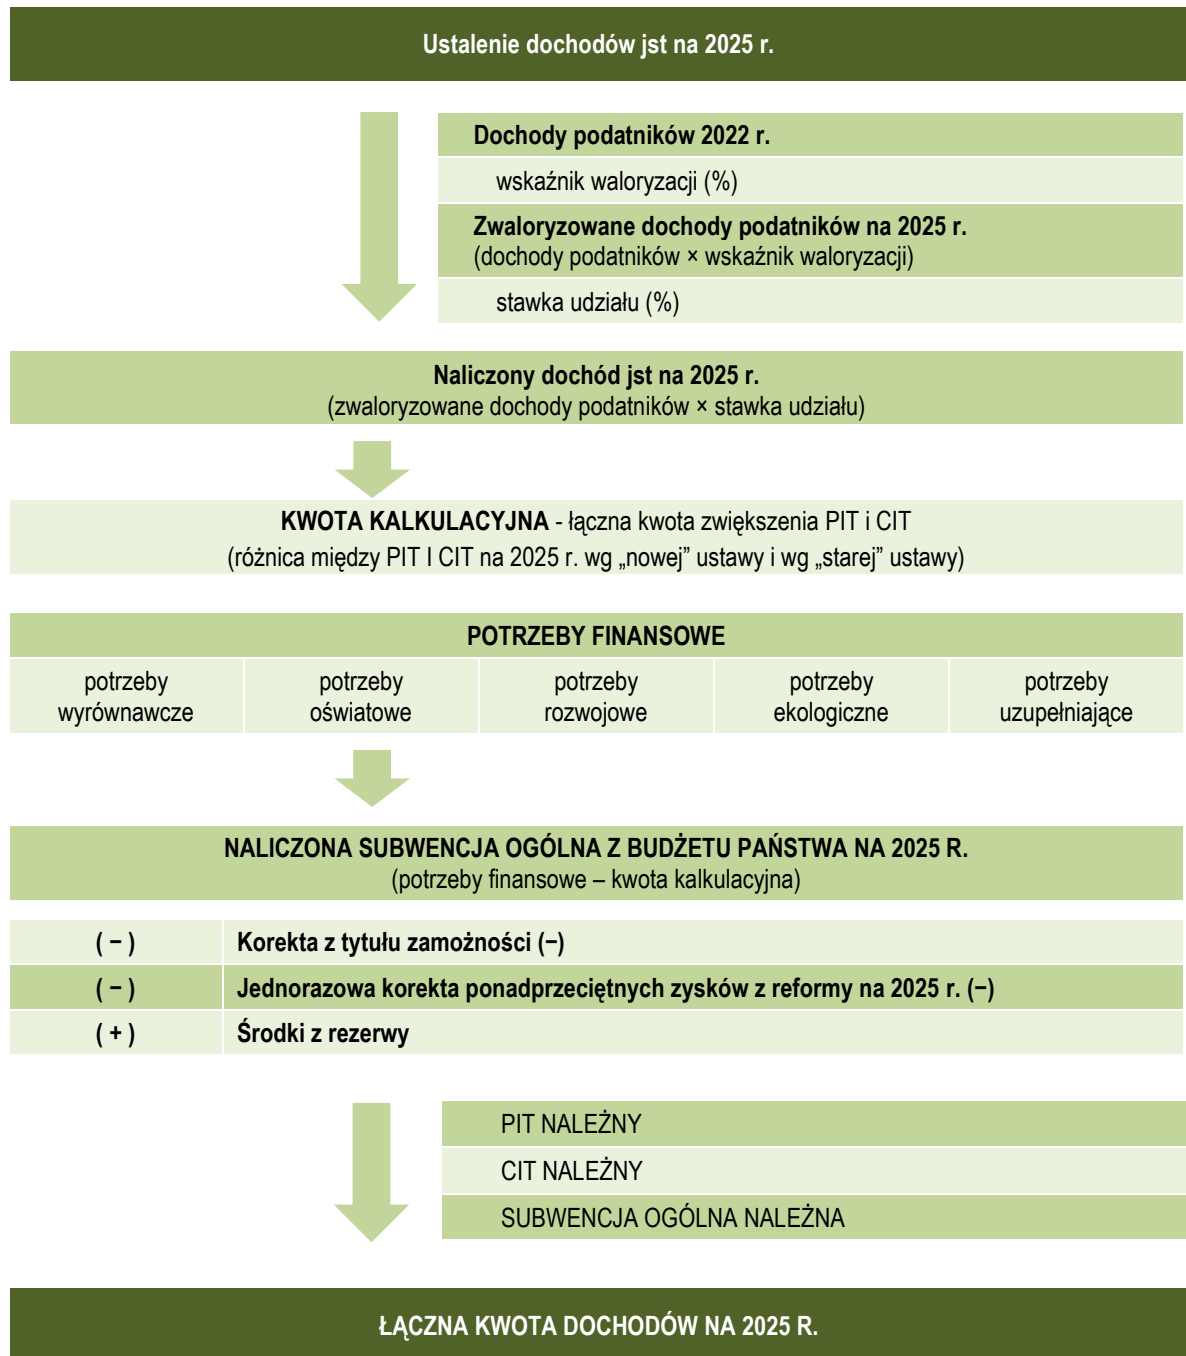 Ustalenie dochodów jst na 2025 r.
Dochody podatników 2022 r.
wskaźnik waloryzacji (%)
Zwaloryzowane dochody podatników na 2025 r.
(dochody podatników × wskaźnik waloryzacji)
stawka udziału (%)
Naliczony dochód jst na 2025 r.
(zwaloryzowane dochody podatników × stawka udziału)
KWOTA KALKULACYJNA - łączna kwota zwiększenia PIT i CIT
(różnica między PIT I CIT na 2025 r. wg „nowej” ustawy i wg „starej” ustawy)
POTRZEBY FINANSOWE
potrzeby
wyrównawcze
potrzeby
oświatowe
potrzeby
rozwojowe
potrzeby
ekologiczne
potrzeby
uzupełniające
NALICZONA SUBWENCJA OGÓLNA Z BUDŻETU PAŃSTWA NA 2025 R.
(potrzeby finansowe – kwota kalkulacyjna)
( − ) Korekta z tytułu zamożności (−)
( − ) Jednorazowa korekta ponadprzeciętnych zysków z reformy na 2025 r. (−)
( + ) Środki z rezerwy
PIT NALEŻNY
CIT NALEŻNY
SUBWENCJA OGÓLNA NALEŻNA
ŁĄCZNA KWOTA DOCHODÓW NA 2025 R.